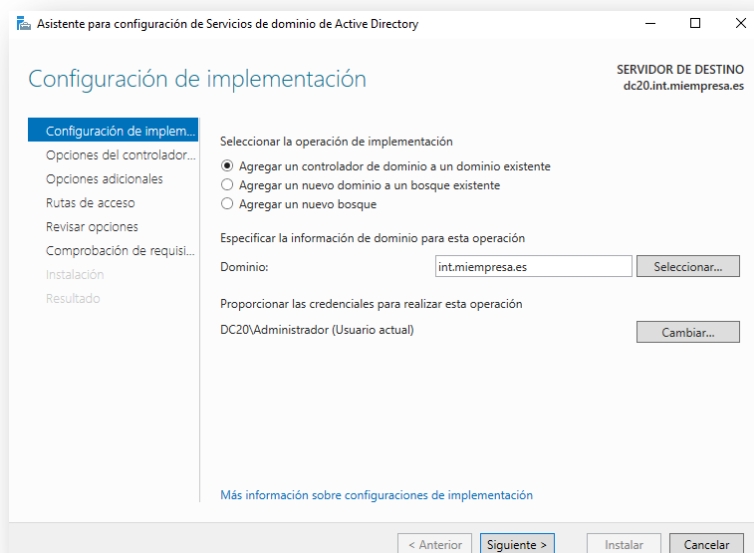 Asistente para configuración de Servicios de dominio de Active Directory
Configuración de implementación
SERVIDOR DE DESTINO
dc20.int.miempresa.es
Configuración de implem...
Opciones del controlador...
Opciones adicionales
Rutas de acceso
Revisar opciones
Comprobación de requisi...
Instalación
Resultado
Seleccionar la operación de implementación
Agregar un controlador de dominio a un dominio existente
Agregar un nuevo dominio a un bosque existente
Agregar un nuevo bosque
Especificar la información de dominio para esta operación
Dominio: int.miempresa.es Seleccionar...
Proporcionar las credenciales para realizar esta operación
DC20\Administrador (Usuario actual) Cambiar...
Más información sobre configuraciones de implementación
< Anterior Siguiente > Instalar Cancelar